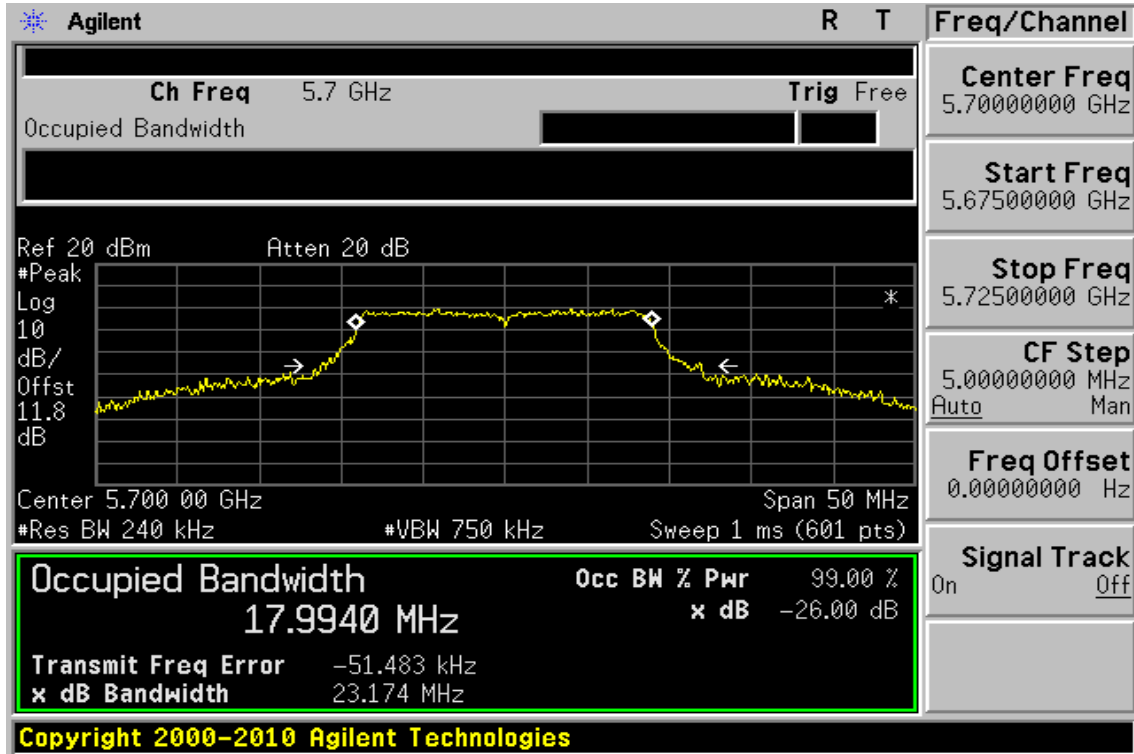 Agilent R T Freq/Channel
Ch Freq 5.7 GHz Trig Free
Occupied Bandwidth
Center Freq
5.70000000 GHz
Start Freq
5.67500000 GHz
Stop Freq
5.72500000 GHz
CF Step
5.00000000 MHz
Auto Man
Freq Offset
0.00000000 Hz
Signal Track
On Off
Ref 20 dBm Atten 20 dB
#Peak
Log
10
dB/
Offst
11.8
dB
*
Center 5.700 00 GHz Span 50 MHz
#Res BW 240 kHz #VBW 750 kHz Sweep 1 ms (601 pts)
Occupied Bandwidth Occ BW % Pwr 99.00 %
17.9940 MHz x dB -26.00 dB
Transmit Freq Error -51.483 kHz
x dB Bandwidth 23.174 MHz
Copyright 2000-2010 Agilent Technologies